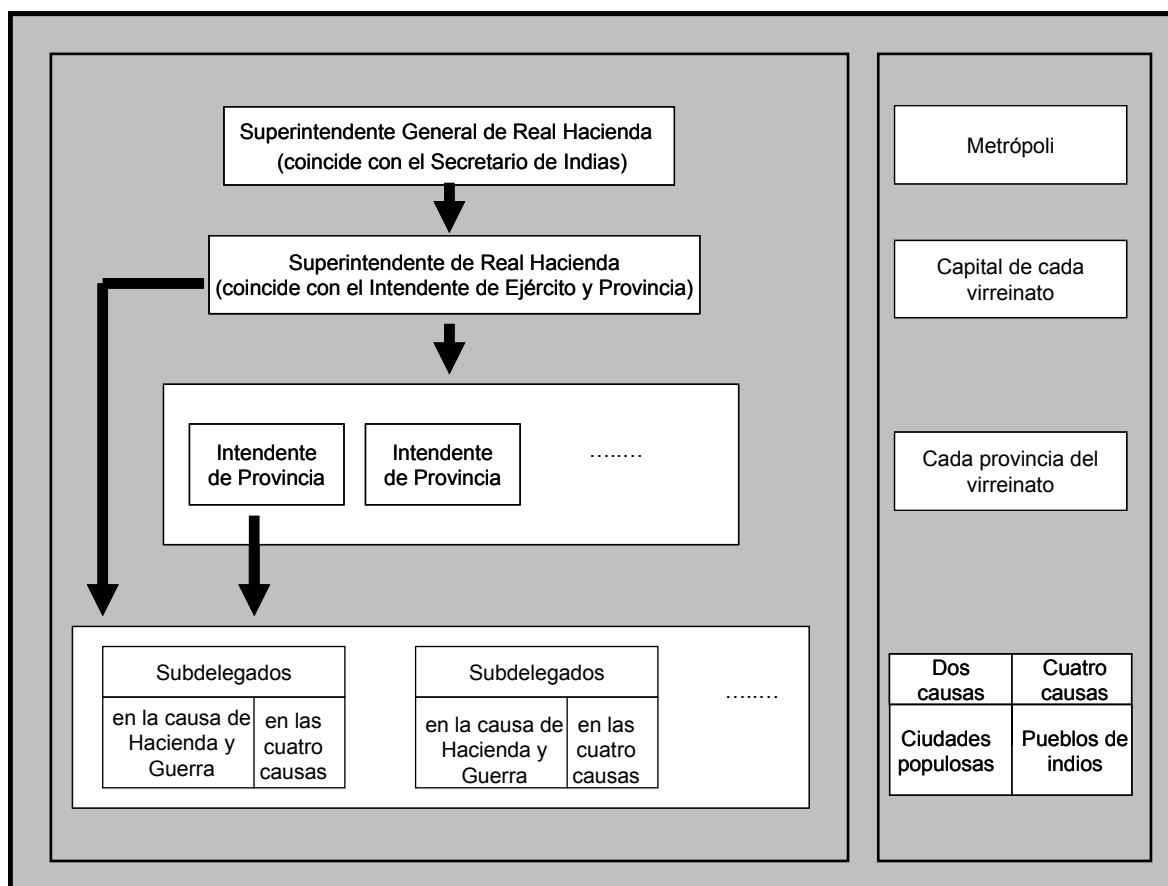 Superintendente General de Real Hacienda
(coincide con el Secretario de Indias)
Metrópoli
Superintendente de Real Hacienda
(coincide con el Intendente de Ejército y Provincia)
Capital de cada
virreinato
Intendente
de Provincia
Intendente
de Provincia
........
Cada provincia del
virreinato
Subdelegados
en la causa de
Hacienda y
Guerra
en las
cuatro
causas
Subdelegados
en la causa de
Hacienda y
Guerra
en las
cuatro
causas
........
Dos
causas
Cuatro
causas
Ciudades
populosas
Pueblos de
indios